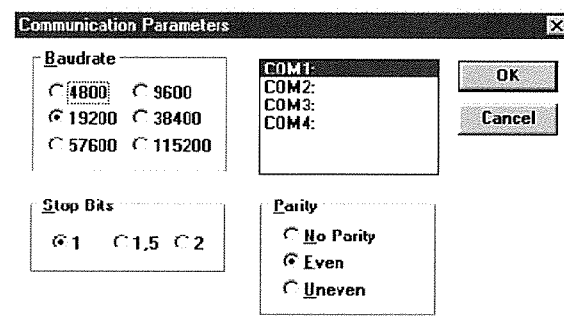 Communication Parameters
Baudrate
4800 9600
19200 38400
57600 115200
COM1:
COM2:
COM3:
COM4:
OK
Cancel
Stop Bits
1 1,5 2
Parity
No Parity
Even
Uneven